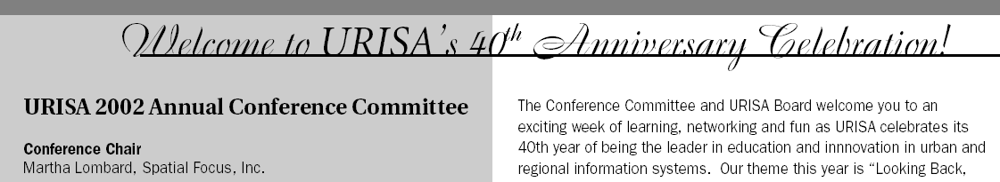 Welcome to URISA's 40th Anniversary Celebration!
URISA 2002 Annual Conference Committee
Conference Chair
Martha Lombard, Spatial Focus, Inc.
The Conference Committee and URISA Board welcome you to an
exciting week of learning, networking and fun as URISA celebrates its
40th year of being the leader in education and innnovation in urban and
regional information systems.  Our theme this year is “Looking Back,